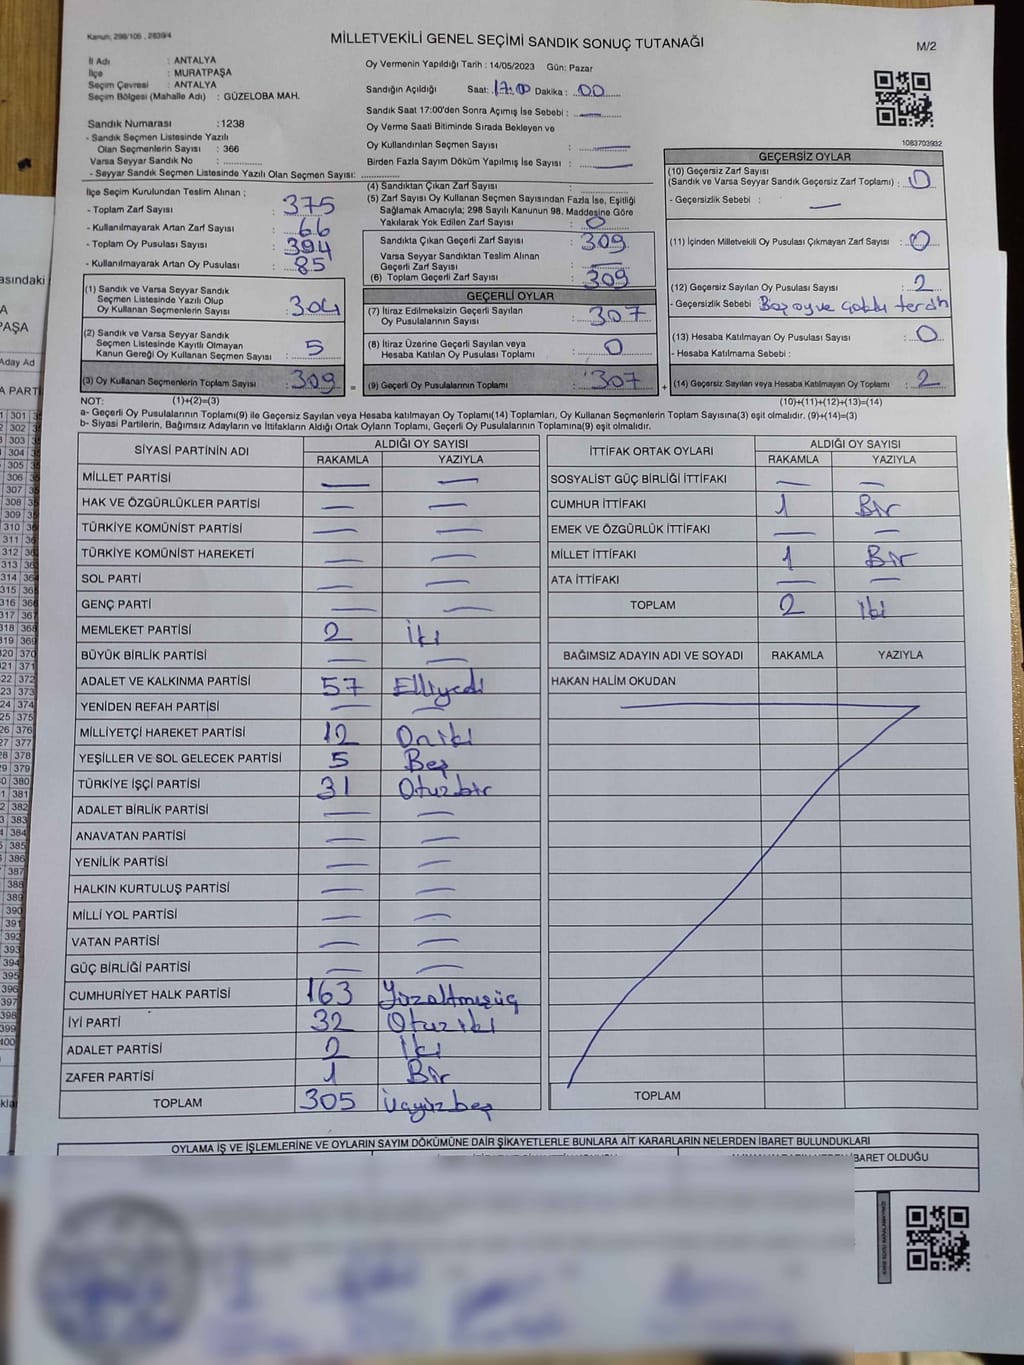 Kanun; 298/105 , 2839/4
MİLLETVEKİLİ GENEL SEÇİMİ SANDIK SONUÇ TUTANAĞI
M/2
İl Adı : ANTALYA
İlçe : MURATPAŞA
Seçim Çevresi : ANTALYA
Seçim Bölgesi (Mahalle Adı) : GÜZELOBA MAH.
Sandık Numarası :1238
- Sandık Seçmen Listesinde Yazılı
Olan Seçmenlerin Sayısı : 366
Varsa Seyyar Sandık No :
- Seyyar Sandık Seçmen Listesinde Yazılı Olan Seçmen Sayısı:
Oy Vermenin Yapıldığı Tarih : 14/05/2023 Gün: Pazar
Sandığın Açıldığı Saat: 17:00 Dakika : 00
Sandık Saat 17:00'den Sonra Açımış İse Sebebi : —
Oy Verme Saati Bitiminde Sırada Bekleyen ve
Oy Kullandırılan Seçmen Sayısı : —
Birden Fazla Sayım Döküm Yapılmış İse Sayısı : —
1083703932
İlçe Seçim Kurulundan Teslim Alınan ;
- Toplam Zarf Sayısı : 375
- Kullanılmayarak Artan Zarf Sayısı : 66
- Toplam Oy Pusulası Sayısı : 394
- Kullanılmayarak Artan Oy Pusulası : 85
(1) Sandık ve Varsa Seyyar Sandık
Seçmen Listesinde Yazılı Olup
Oy Kullanan Seçmenlerin Sayısı : 304
(2) Sandık ve Varsa Seyyar Sandık
Seçmen Listesinde Kayıtlı Olmayan
Kanun Gereği Oy Kullanan Seçmen Sayısı : 5
(3) Oy Kullanan Seçmenlerin Toplam Sayısı : 309
(4) Sandıktan Çıkan Zarf Sayısı :
(5) Zarf Sayısı Oy Kullanan Seçmen Sayısından Fazla İse, Eşitliği
Sağlamak Amacıyla; 298 Sayılı Kanunun 98. Maddesine Göre
Yakılarak Yok Edilen Zarf Sayısı : 0
Sandıkta Çıkan Geçerli Zarf Sayısı : 309
Varsa Seyyar Sandıktan Teslim Alınan
Geçerli Zarf Sayısı : —
(6) Toplam Geçerli Zarf Sayısı : 309
GEÇERLİ OYLAR
(7) İtiraz Edilmeksizin Geçerli Sayılan
Oy Pusulalarının Sayısı : 307
(8) İtiraz Üzerine Geçerli Sayılan veya
Hesaba Katılan Oy Pusulası Toplamı : 0
= (9) Geçerli Oy Pusulalarının Toplamı : 307
GEÇERSİZ OYLAR
(10) Geçersiz Zarf Sayısı
(Sandık ve Varsa Seyyar Sandık Geçersiz Zarf Toplamı) : 0
- Geçersizlik Sebebi : —
(11) İçinden Milletvekili Oy Pusulası Çıkmayan Zarf Sayısı : 0
(12) Geçersiz Sayılan Oy Pusulası Sayısı : 2
- Geçersizlik Sebebi : Boş oy ve çoklu tercih
(13) Hesaba Katılmayan Oy Pusulası Sayısı : 0
- Hesaba Katılmama Sebebi :
+ (14) Geçersiz Sayılan veya Hesaba Katılmayan Oy Toplamı : 2
NOT: (1)+(2)=(3) (10)+(11)+(12)+(13)=(14)
a- Geçerli Oy Pusulalarının Toplamı(9) ile Geçersiz Sayılan veya Hesaba katılmayan Oy Toplamı(14) Toplamları, Oy Kullanan Seçmenlerin Toplam Sayısına(3) eşit olmalıdır. (9)+(14)=(3)
b- Siyasi Partilerin, Bağımsız Adayların ve İttifakların Aldığı Ortak Oyların Toplamı, Geçerli Oy Pusulalarının Toplamına(9) eşit olmalıdır.
SİYASİ PARTİNİN ADI ALDIĞI OY SAYISI
RAKAMLA YAZIYLA
MİLLET PARTİSİ — —
HAK VE ÖZGÜRLÜKLER PARTİSİ — —
TÜRKİYE KOMÜNİST PARTİSİ — —
TÜRKİYE KOMÜNİST HAREKETİ — —
SOL PARTİ — —
GENÇ PARTİ — —
MEMLEKET PARTİSİ 2 İki
BÜYÜK BİRLİK PARTİSİ — —
ADALET VE KALKINMA PARTİSİ 57 Elliyedi
YENİDEN REFAH PARTİSİ — —
MİLLİYETÇİ HAREKET PARTİSİ 12 Oniki
YEŞİLLER VE SOL GELECEK PARTİSİ 5 Beş
TÜRKİYE İŞÇİ PARTİSİ 31 Otuzbir
ADALET BİRLİK PARTİSİ — —
ANAVATAN PARTİSİ — —
YENİLİK PARTİSİ — —
HALKIN KURTULUŞ PARTİSİ — —
MİLLİ YOL PARTİSİ — —
VATAN PARTİSİ — —
GÜÇ BİRLİĞİ PARTİSİ — —
CUMHURİYET HALK PARTİSİ 163 Yüzaltmışüç
İYİ PARTİ 32 Otuziki
ADALET PARTİSİ 2 İki
ZAFER PARTİSİ 1 Bir
TOPLAM 305 Üçyüzbeş
İTTİFAK ORTAK OYLARI ALDIĞI OY SAYISI
RAKAMLA YAZIYLA
SOSYALİST GÜÇ BİRLİĞİ İTTİFAKI — —
CUMHUR İTTİFAKI 1 Bir
EMEK VE ÖZGÜRLÜK İTTİFAKI — —
MİLLET İTTİFAKI 1 Bir
ATA İTTİFAKI — —
TOPLAM 2 İki
BAĞIMSIZ ADAYIN ADI VE SOYADI RAKAMLA YAZIYLA
HAKAN HALİM OKUDAN
TOPLAM
OYLAMA İŞ VE İŞLEMLERİNE VE OYLARIN SAYIM DÖKÜMÜNE DAİR ŞİKAYETLERLE BUNLARA AİT KARARLARIN NELERDEN İBARET BULUNDUKLARI
İBARET OLDUĞU